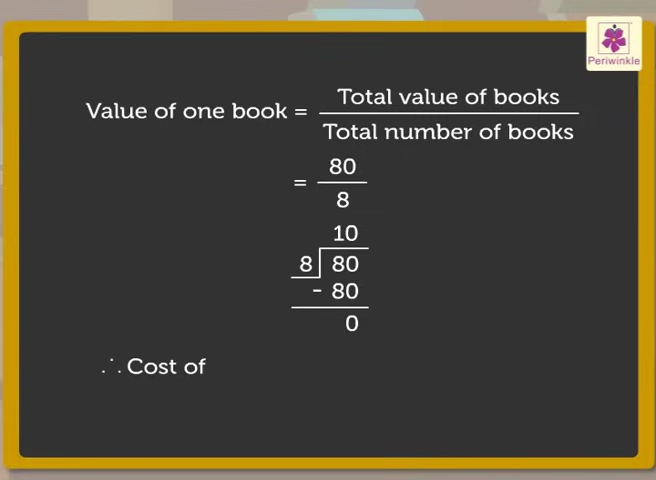 Periwinkle
Value of one book = Total value of books
Total number of books
= 80
8
10
8 80
- 80
0
∴ Cost of